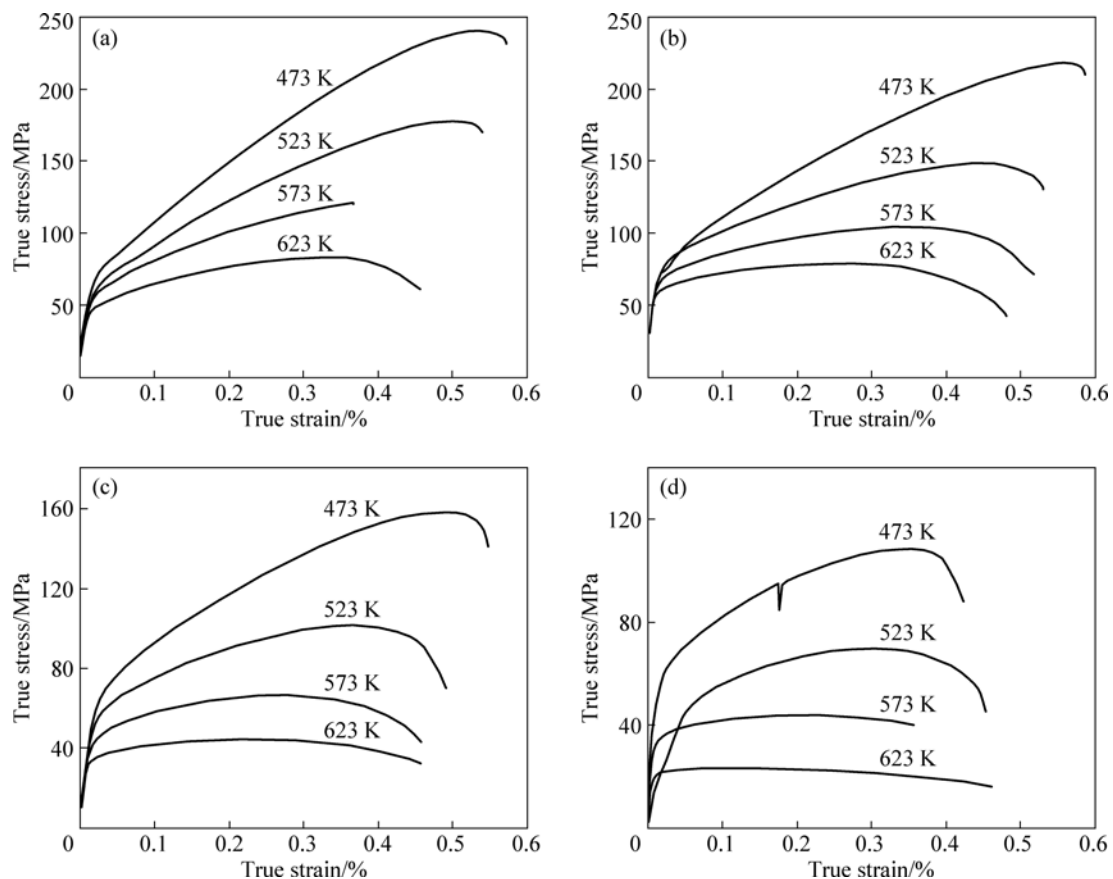 (a)
250
200
150
100
50
0
0.1 0.2 0.3 0.4 0.5 0.6
True stress/MPa
True strain/%
473 K
523 K
573 K
623 K
(b)
250
200
150
100
50
0
0.1 0.2 0.3 0.4 0.5 0.6
True stress/MPa
True strain/%
473 K
523 K
573 K
623 K
(c)
160
120
80
40
0
0.1 0.2 0.3 0.4 0.5 0.6
True stress/MPa
True strain/%
473 K
523 K
573 K
623 K
(d)
120
80
40
0
0.1 0.2 0.3 0.4 0.5 0.6
True stress/MPa
True strain/%
473 K
523 K
573 K
623 K